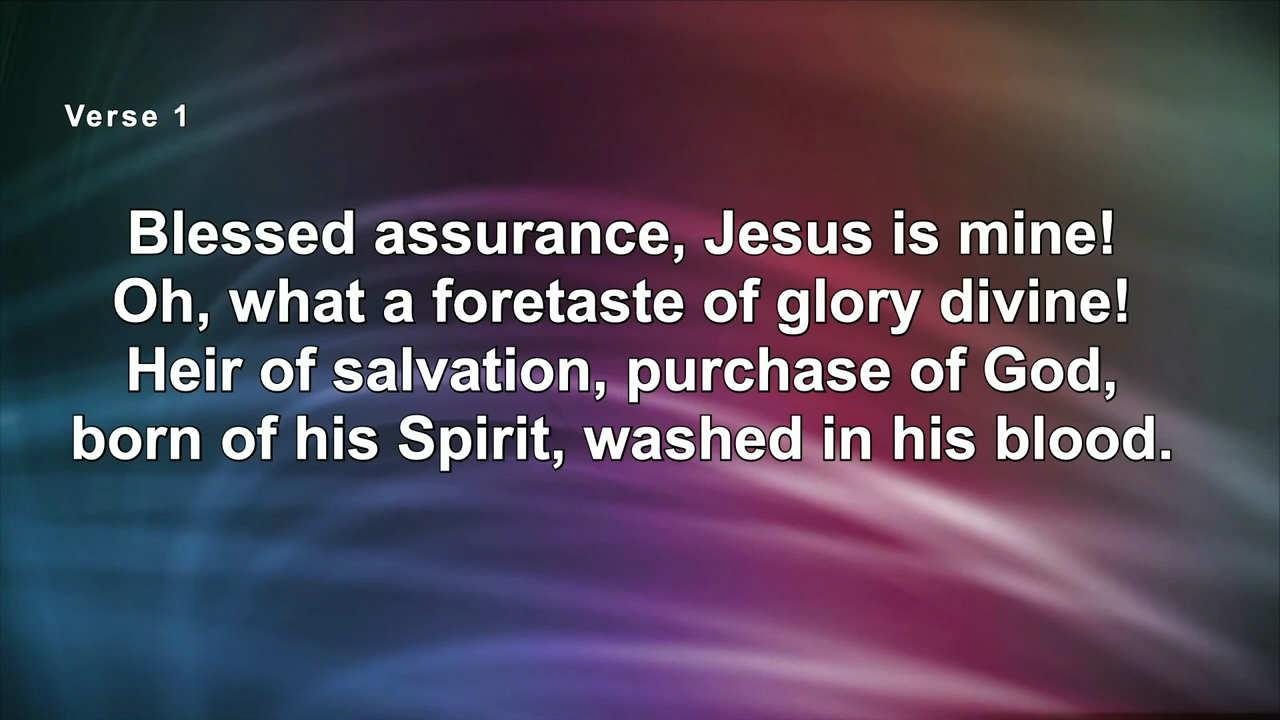 Verse 1
Blessed assurance, Jesus is mine!
Oh, what a foretaste of glory divine!
Heir of salvation, purchase of God,
born of his Spirit, washed in his blood.